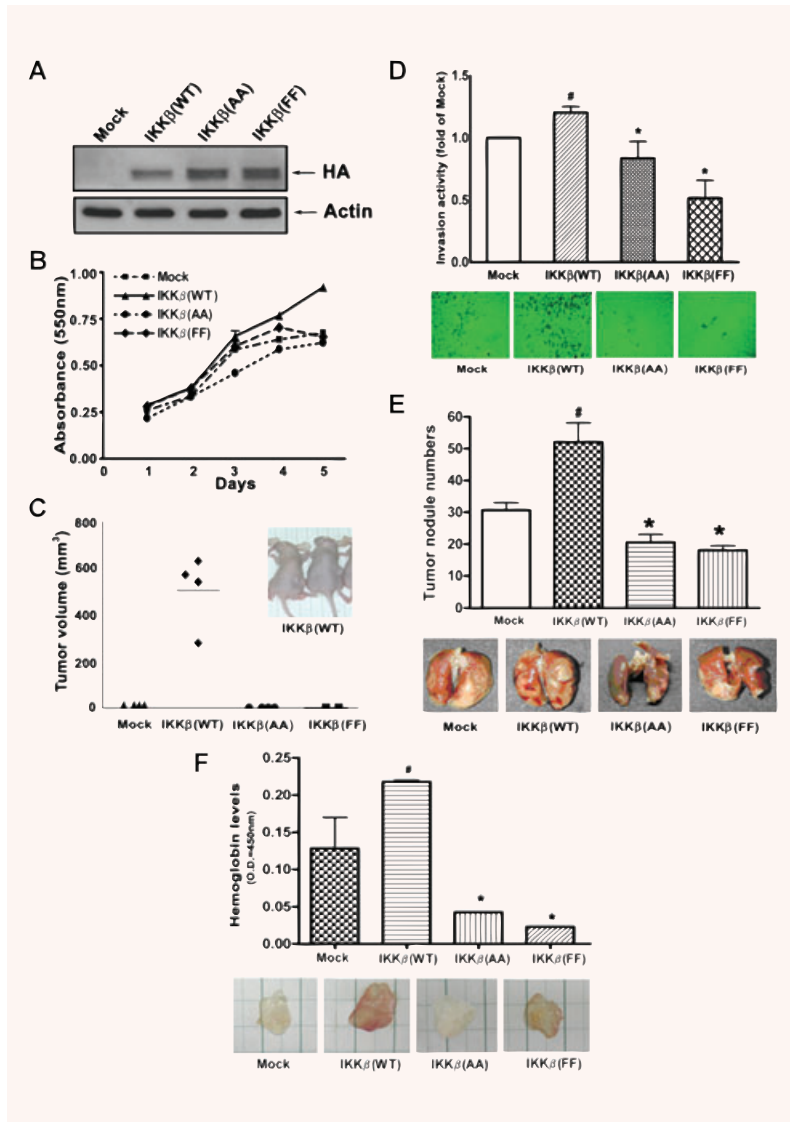 A
Mock
IKKβ(WT)
IKKβ(AA)
IKKβ(FF)
HA
Actin
B
Absorbance (550nm)
1.00
0.75
0.50
0.25
0.00
Mock
IKKβ(WT)
IKKβ(AA)
IKKβ(FF)
0 1 2 3 4 5
Days
C
Tumor volume (mm³)
800
600
400
200
0
IKKβ(WT)
Mock IKKβ(WT) IKKβ(AA) IKKβ(FF)
D
Invasion activity (fold of Mock)
1.5
1.0
0.5
0.0
#
*
*
Mock IKKβ(WT) IKKβ(AA) IKKβ(FF)
Mock IKKβ(WT) IKKβ(AA) IKKβ(FF)
E
Tumor nodule numbers
60
50
40
30
20
10
0
#
*
*
Mock IKKβ(WT) IKKβ(AA) IKKβ(FF)
Mock IKKβ(WT) IKKβ(AA) IKKβ(FF)
F
Hemoglobin levels
(O.D.=450nm)
0.25
0.20
0.15
0.10
0.05
0.00
#
*
*
Mock IKKβ(WT) IKKβ(AA) IKKβ(FF)
Mock IKKβ(WT) IKKβ(AA) IKKβ(FF)